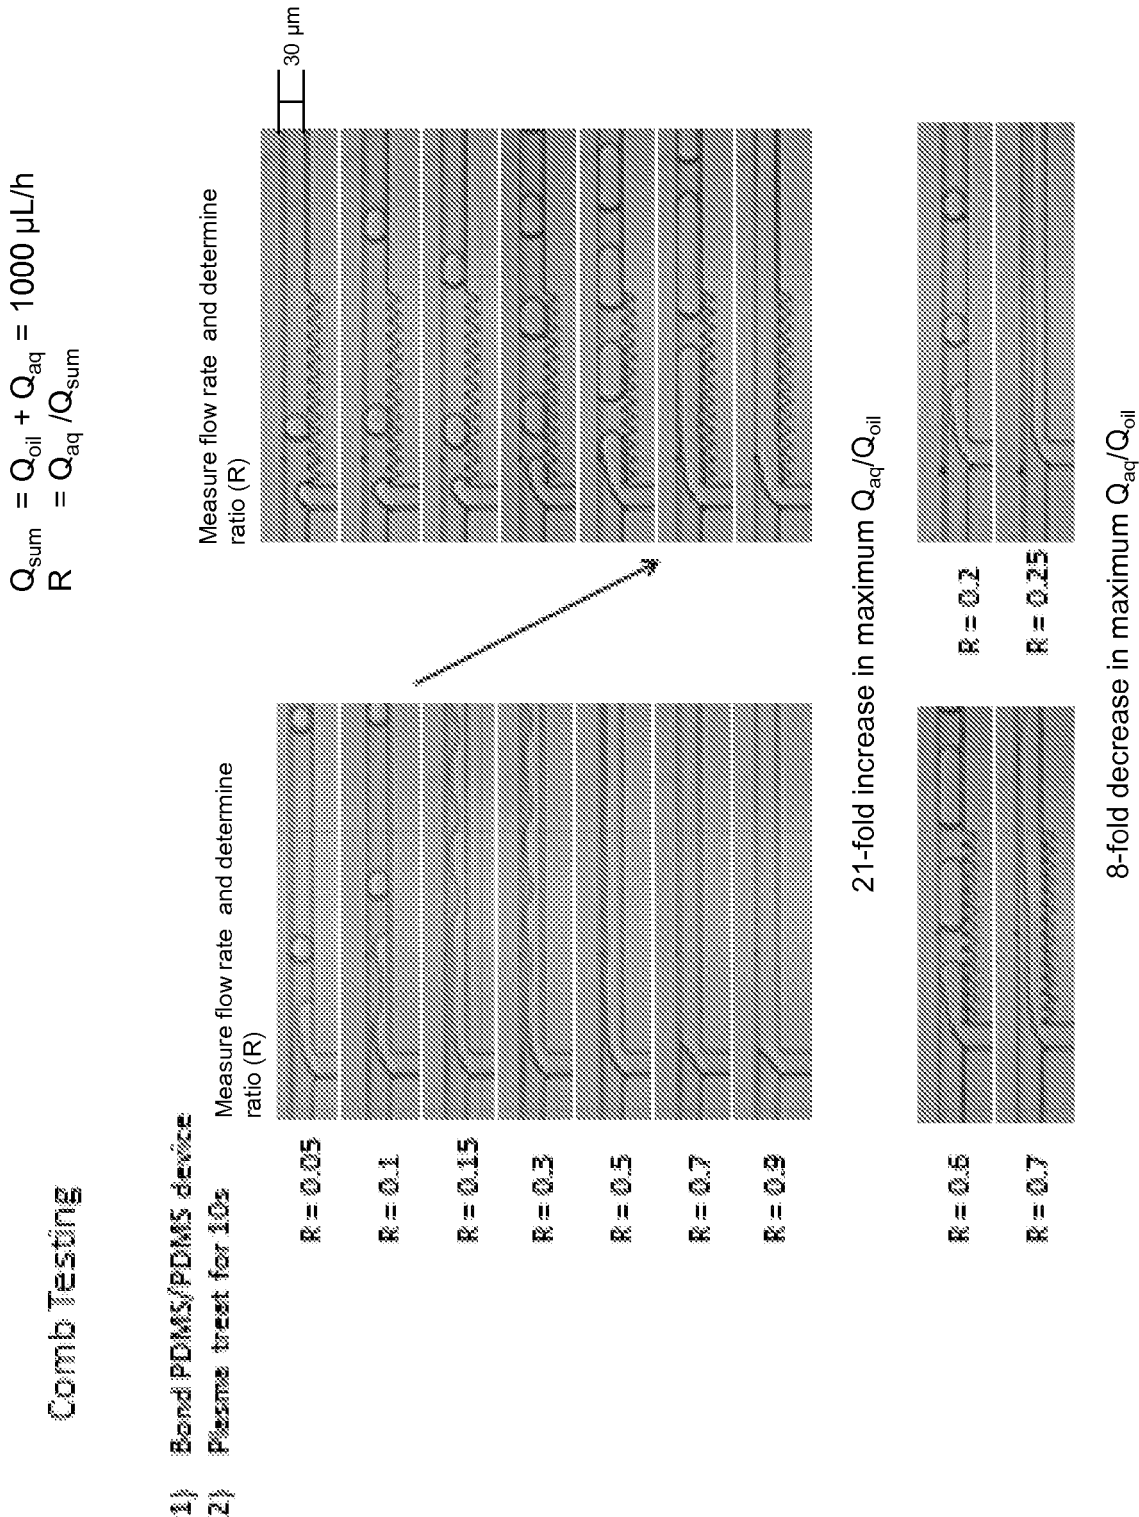 Comb Testing
Q_sum = Q_oil + Q_aq = 1000 µL/h
R = Q_aq /Q_sum
1) Bond PDMS/PDMS device
2) Plasma treat for 10s
Measure flow rate and determine
ratio (R)
Measure flow rate and determine
ratio (R)
30 µm
R = 0.05
R = 0.1
R = 0.15
R = 0.3
R = 0.5
R = 0.7
R = 0.9
21-fold increase in maximum Q_aq/Q_oil
R = 0.6
R = 0.7
R = 0.2
R = 0.25
8-fold decrease in maximum Q_aq/Q_oil